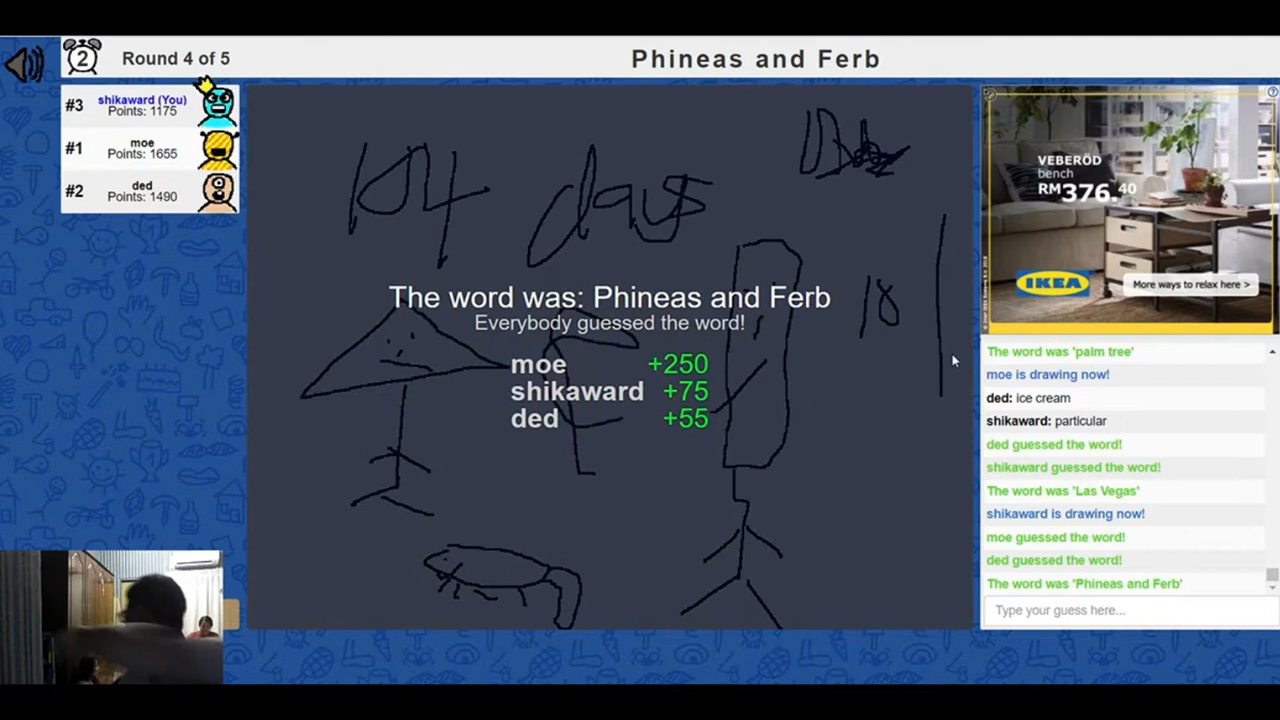 2
Round 4 of 5
Phineas and Ferb
#3
shikaward (You)
Points: 1175
#1
moe
Points: 1655
#2
ded
Points: 1490
104 days
18
The word was: Phineas and Ferb
Everybody guessed the word!
moe +250
shikaward +75
ded +55
VEBERÖD
bench
RM376.40
IKEA
More ways to relax here >
The word was 'palm tree'
moe is drawing now!
ded: ice cream
shikaward: particular
ded guessed the word!
shikaward guessed the word!
The word was 'Las Vegas'
shikaward is drawing now!
moe guessed the word!
ded guessed the word!
The word was 'Phineas and Ferb'
Type your guess here...